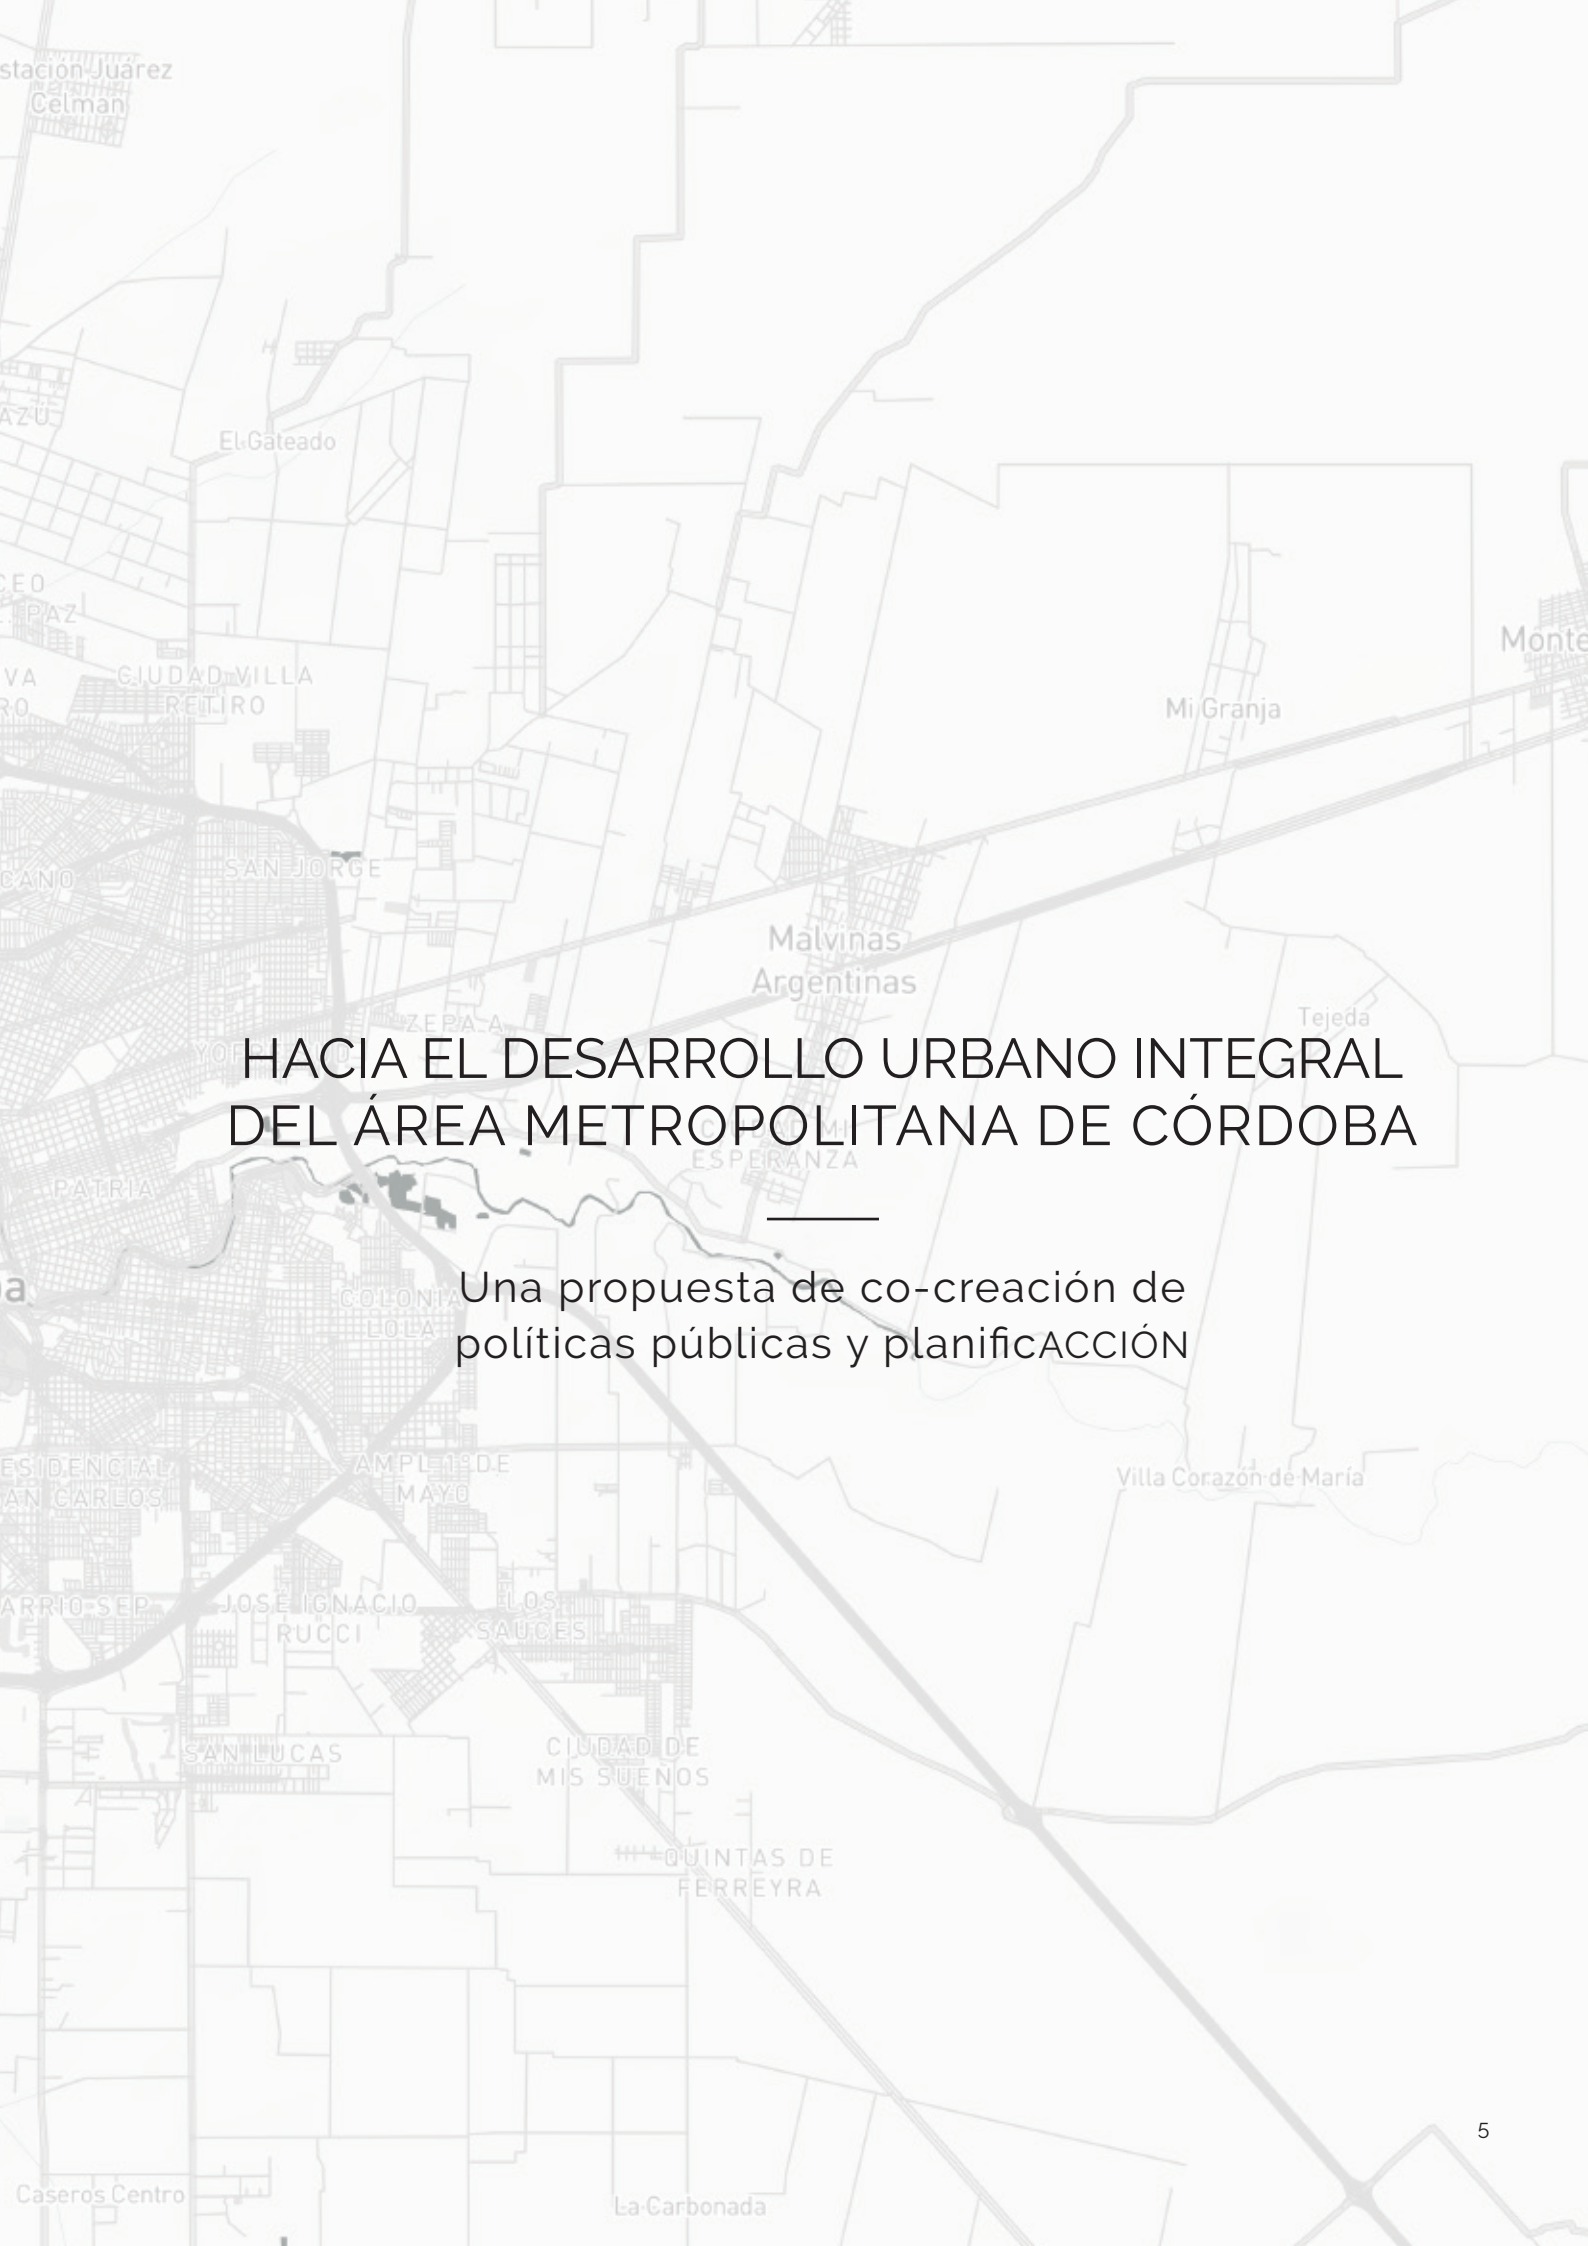 Estación Juárez
Celman
El Gateado
CIUDAD VILLA
RETIRO
Mi Granja
SAN JORGE
Malvinas
Argentinas
Tejeda
HACIA EL DESARROLLO URBANO INTEGRAL
DEL ÁREA METROPOLITANA DE CÓRDOBA
CIUDAD MI
ESPERANZA
PATRIA
Una propuesta de co-creación de
políticas públicas y planificACCIÓN
COLONIA
LOLA
AMPL 1º DE
MAYO
Villa Corazón de María
JOSÉ IGNACIO
RUCCI
LOS
SAUCES
SAN LUCAS
CIUDAD DE
MIS SUEÑOS
QUINTAS DE
FERREYRA
5
Caseros Centro
La Carbonada